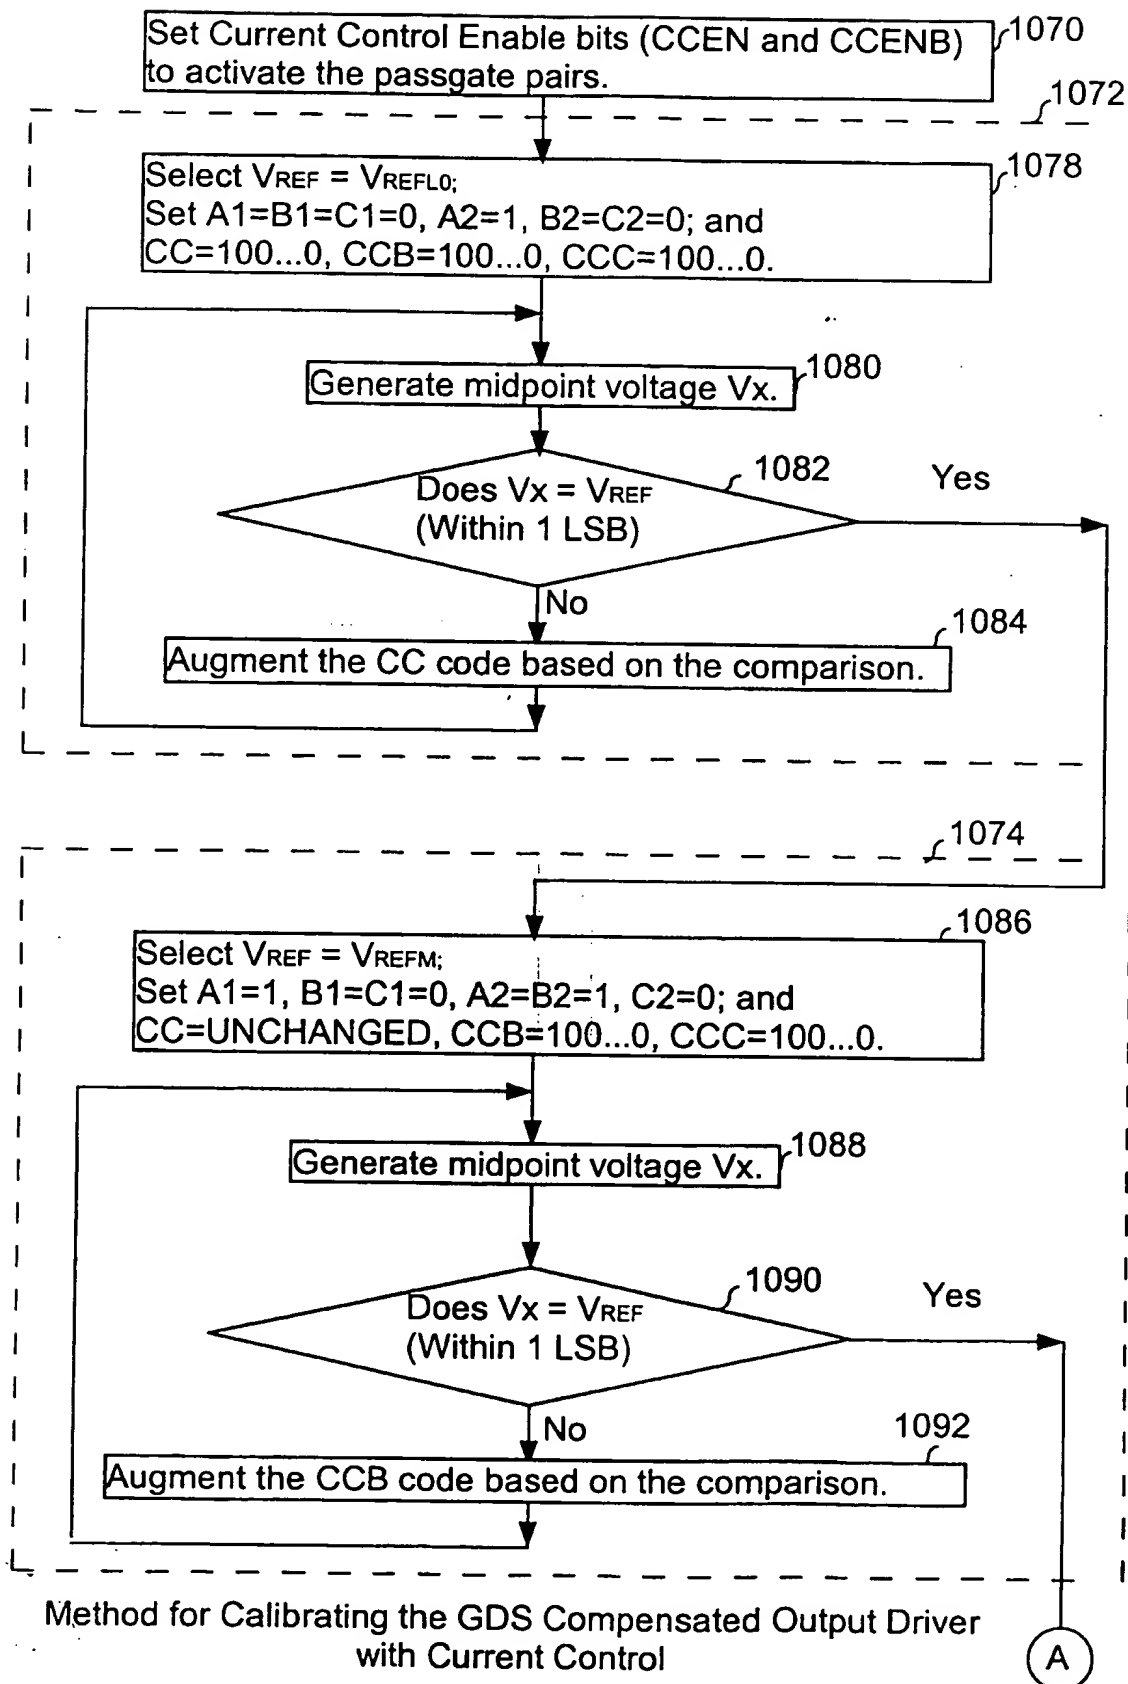 Set Current Control Enable bits (CCEN and CCENB)
to activate the passgate pairs.
1070
1072
Select VREF = VREFL0;
Set A1=B1=C1=0, A2=1, B2=C2=0; and
CC=100...0, CCB=100...0, CCC=100...0.
1078
Generate midpoint voltage Vx.
1080
Does Vx = VREF
(Within 1 LSB)
1082
Yes
No
1084
Augment the CC code based on the comparison.
1074
1086
Select VREF = VREFM;
Set A1=1, B1=C1=0, A2=B2=1, C2=0; and
CC=UNCHANGED, CCB=100...0, CCC=100...0.
Generate midpoint voltage Vx.
1088
Does Vx = VREF
(Within 1 LSB)
1090
Yes
No
1092
Augment the CCB code based on the comparison.
Method for Calibrating the GDS Compensated Output Driver
with Current Control
A